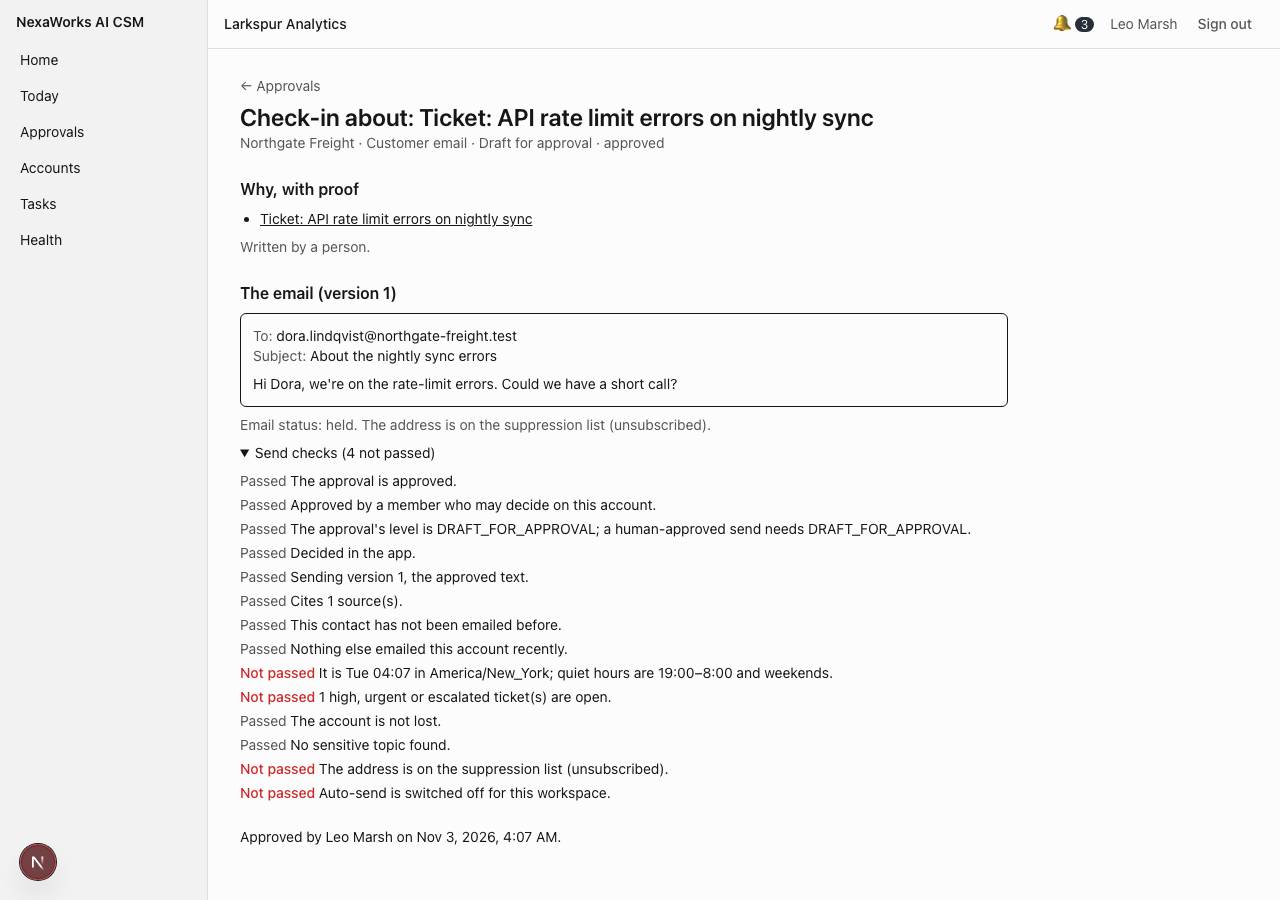 NexaWorks AI CSM
Home
Today
Approvals
Accounts
Tasks
Health
Larkspur Analytics
3
Leo Marsh
Sign out
← Approvals
Check-in about: Ticket: API rate limit errors on nightly sync
Northgate Freight · Customer email · Draft for approval · approved
Why, with proof
• Ticket: API rate limit errors on nightly sync
Written by a person.
The email (version 1)
To: dora.lindqvist@northgate-freight.test
Subject: About the nightly sync errors
Hi Dora, we're on the rate-limit errors. Could we have a short call?
Email status: held. The address is on the suppression list (unsubscribed).
▼ Send checks (4 not passed)
Passed The approval is approved.
Passed Approved by a member who may decide on this account.
Passed The approval's level is DRAFT_FOR_APPROVAL; a human-approved send needs DRAFT_FOR_APPROVAL.
Passed Decided in the app.
Passed Sending version 1, the approved text.
Passed Cites 1 source(s).
Passed This contact has not been emailed before.
Passed Nothing else emailed this account recently.
Not passed It is Tue 04:07 in America/New_York; quiet hours are 19:00–8:00 and weekends.
Not passed 1 high, urgent or escalated ticket(s) are open.
Passed The account is not lost.
Passed No sensitive topic found.
Not passed The address is on the suppression list (unsubscribed).
Not passed Auto-send is switched off for this workspace.
Approved by Leo Marsh on Nov 3, 2026, 4:07 AM.
N